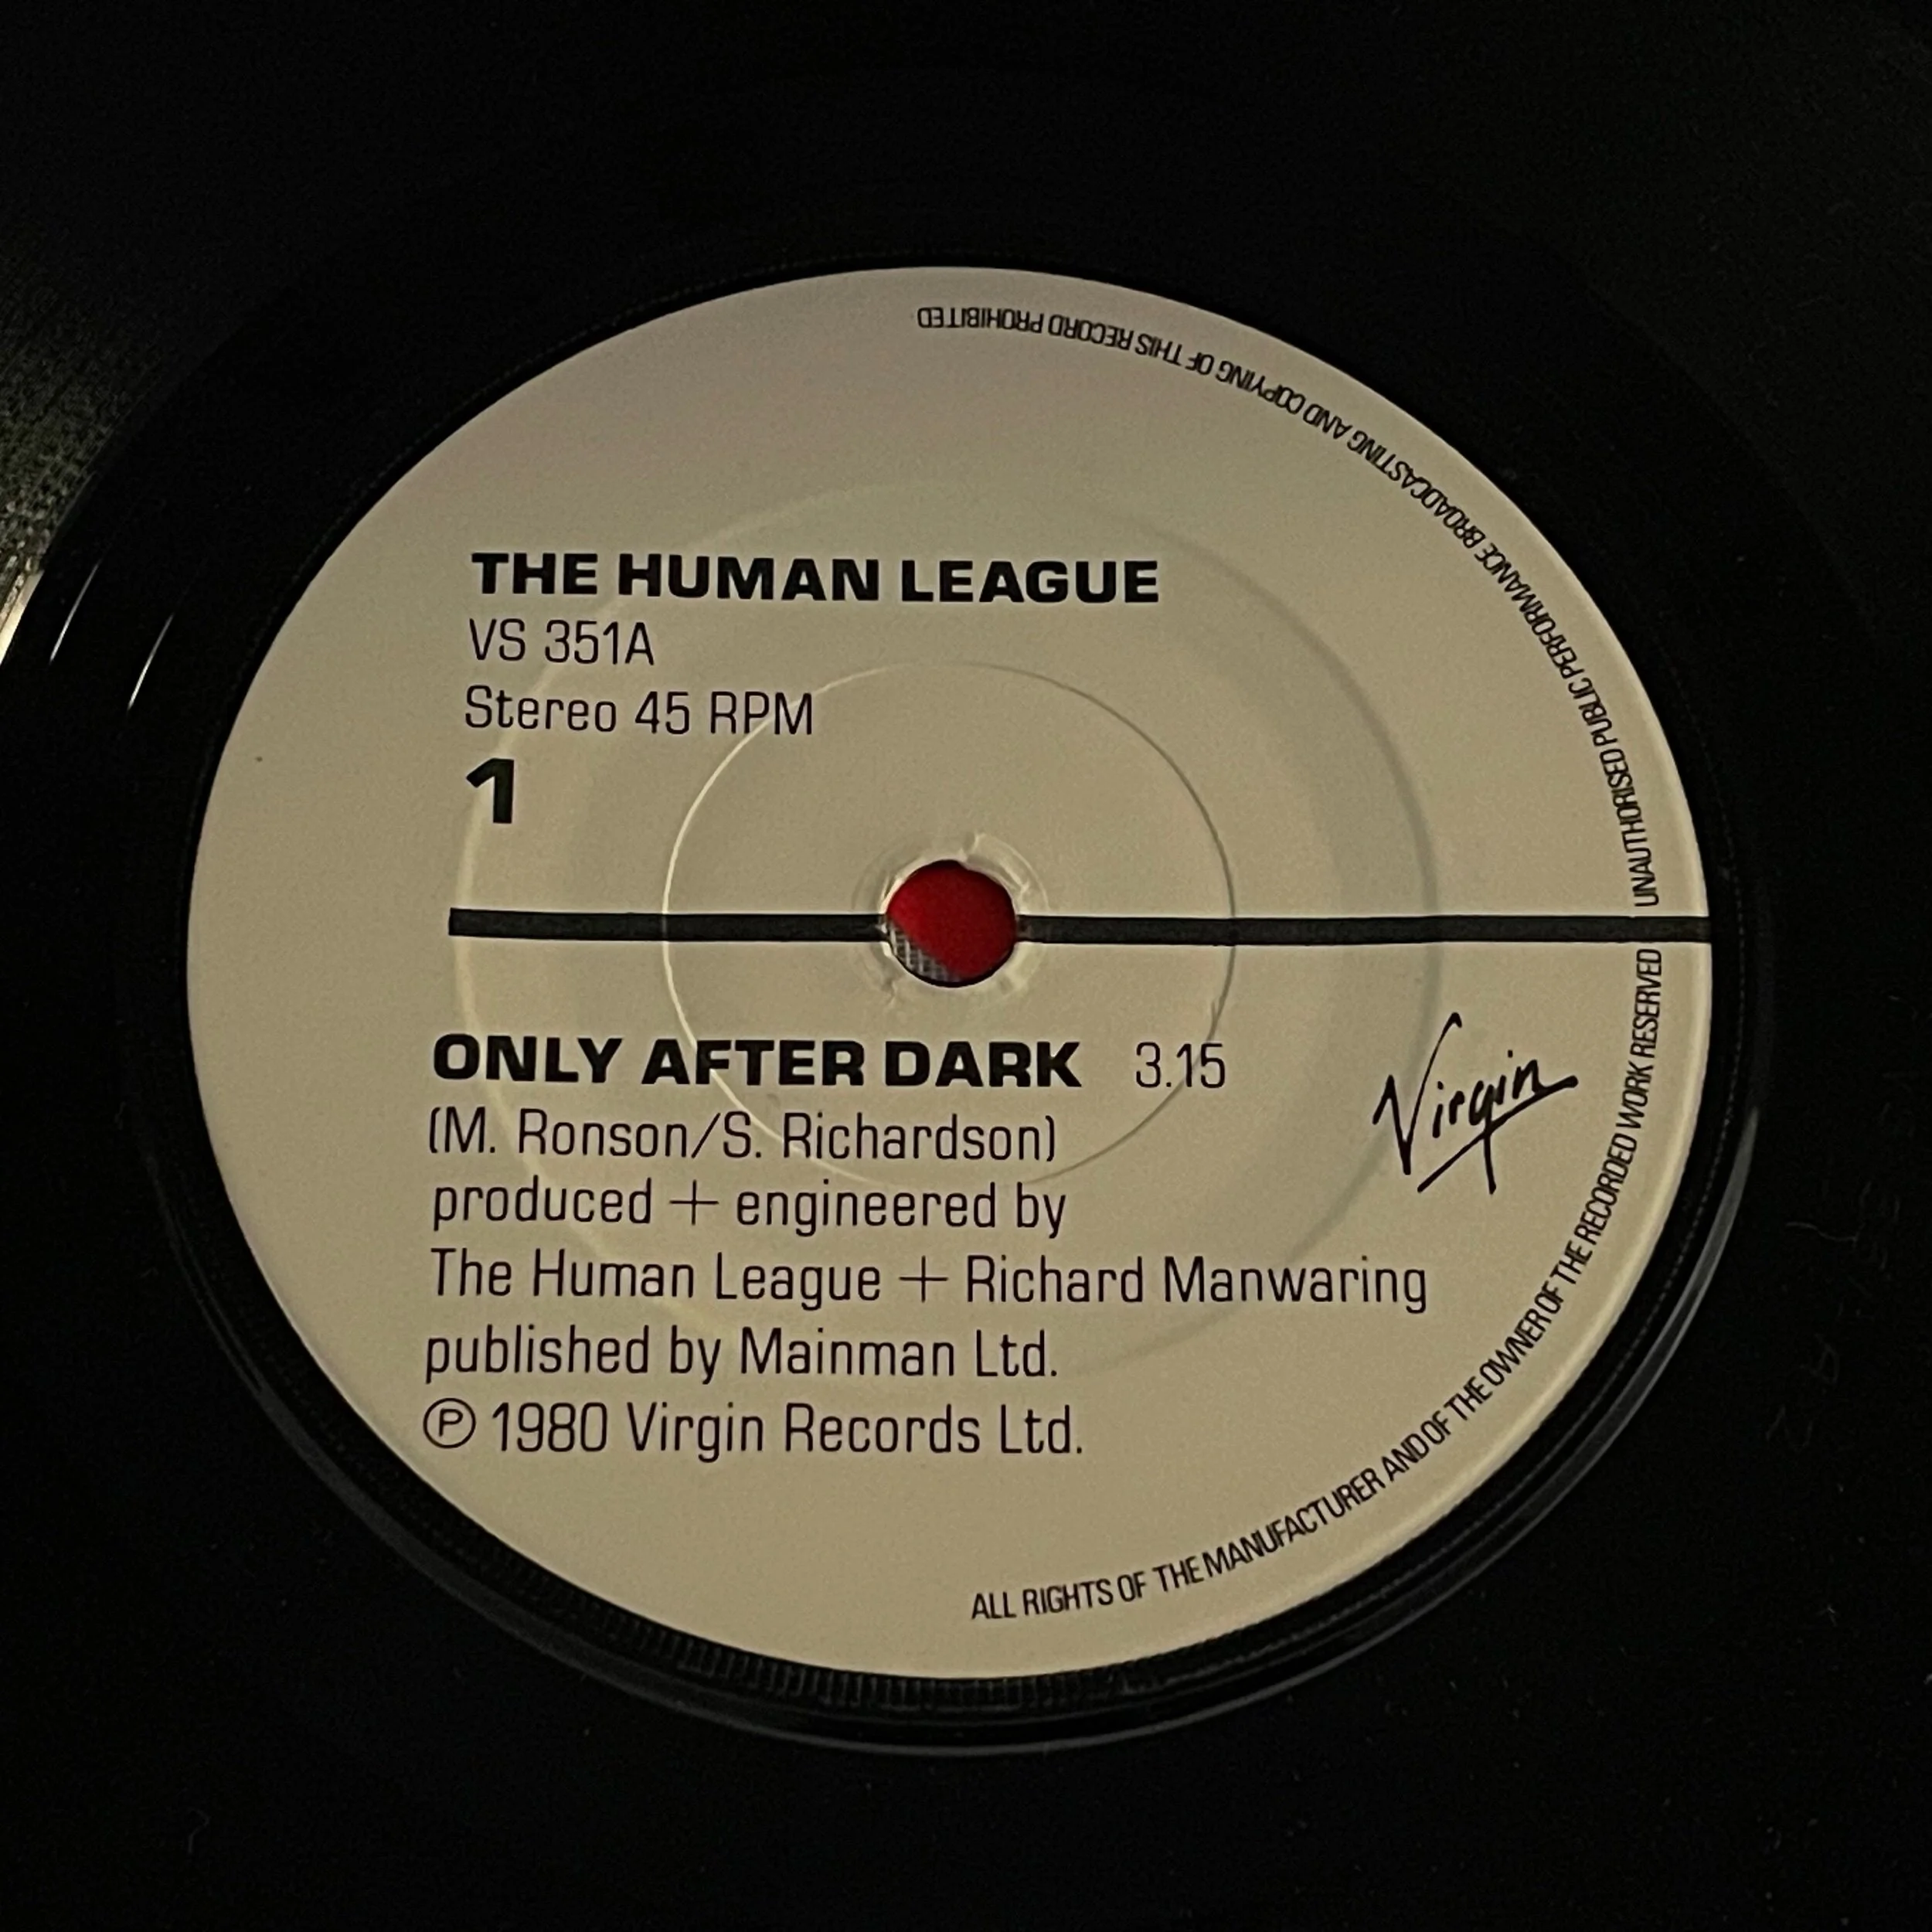 THE HUMAN LEAGUE
VS 351A
Stereo 45 RPM
1
ONLY AFTER DARK 3.15
(M. Ronson/S. Richardson)
produced + engineered by
The Human League + Richard Manwaring
published by Mainman Ltd.
℗ 1980 Virgin Records Ltd.
Virgin
ALL RIGHTS OF THE MANUFACTURER AND OF THE OWNER OF THE RECORDED WORK RESERVED UNAUTHORISED PUBLIC PERFORMANCE BROADCASTING AND COPYING OF THIS RECORD PROHIBITED